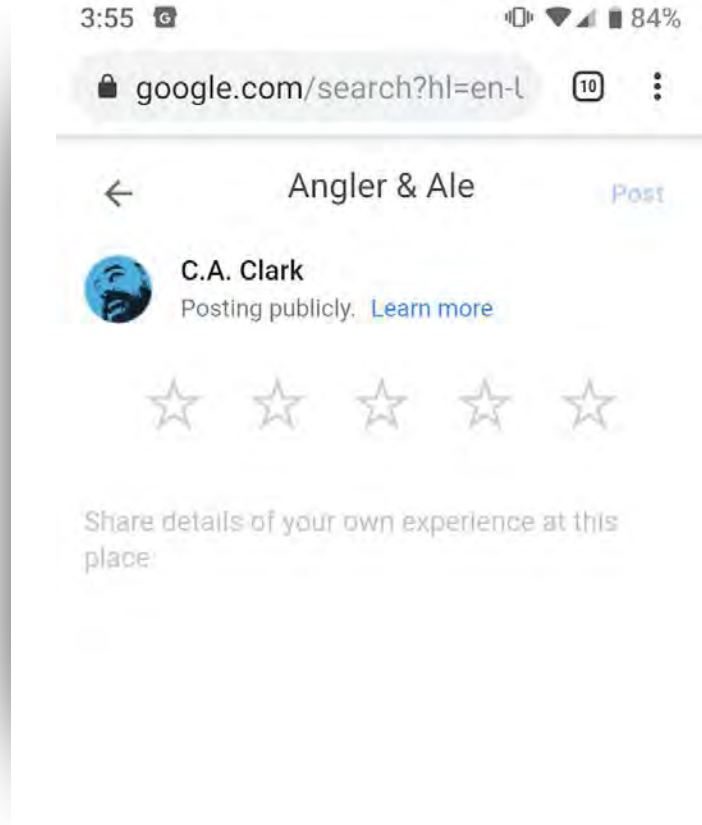 3:55 G 84%
google.com/search?hl=en-U 10
Angler & Ale Post
C.A. Clark
Posting publicly. Learn more
Share details of your own experience at this
place